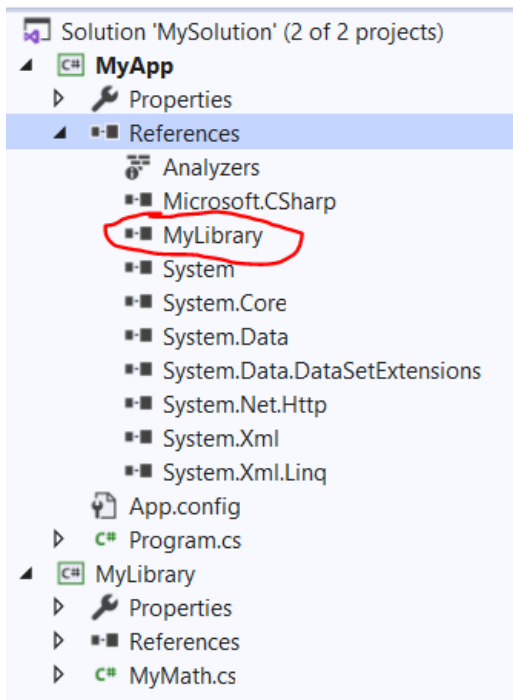 Solution 'MySolution' (2 of 2 projects)
C# MyApp
Properties
References
Analyzers
Microsoft.CSharp
MyLibrary
System
System.Core
System.Data
System.Data.DataSetExtensions
System.Net.Http
System.Xml
System.Xml.Linq
App.config
C# Program.cs
C# MyLibrary
Properties
References
C# MyMath.cs